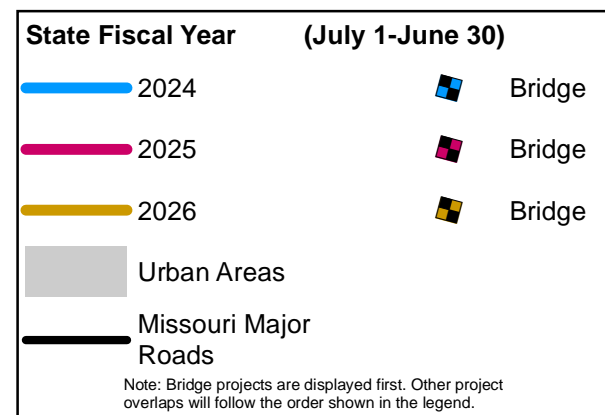 State Fiscal Year (July 1-June 30)
2024 Bridge
2025 Bridge
2026 Bridge
Urban Areas
Missouri Major
Roads
Note: Bridge projects are displayed first. Other project
overlaps will follow the order shown in the legend.